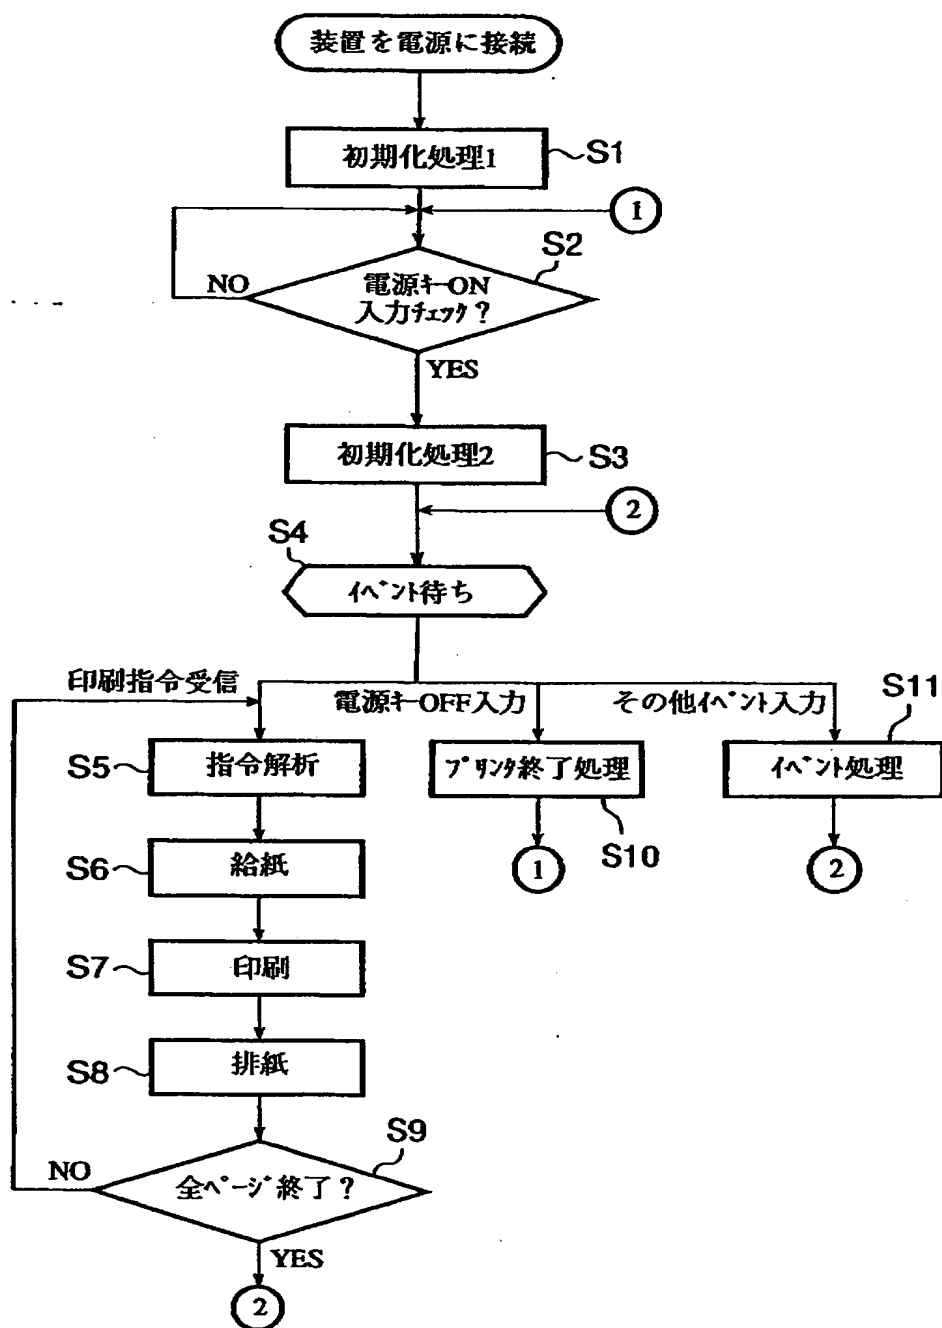 装置を電源に接続
初期化処理1
S1
1
S2
NO
電源ｷｰON
入力ﾁｪｯｸ?
YES
初期化処理2
S3
2
S4
ｲﾍﾞﾝﾄ待ち
印刷指令受信
電源ｷｰOFF入力
その他ｲﾍﾞﾝﾄ入力
S11
S5
指令解析
ﾌﾟﾘﾝﾀ終了処理
ｲﾍﾞﾝﾄ処理
S10
S6
給紙
1
2
S7
印刷
S8
排紙
S9
NO
全ﾍﾟｰｼﾞ終了?
YES
2